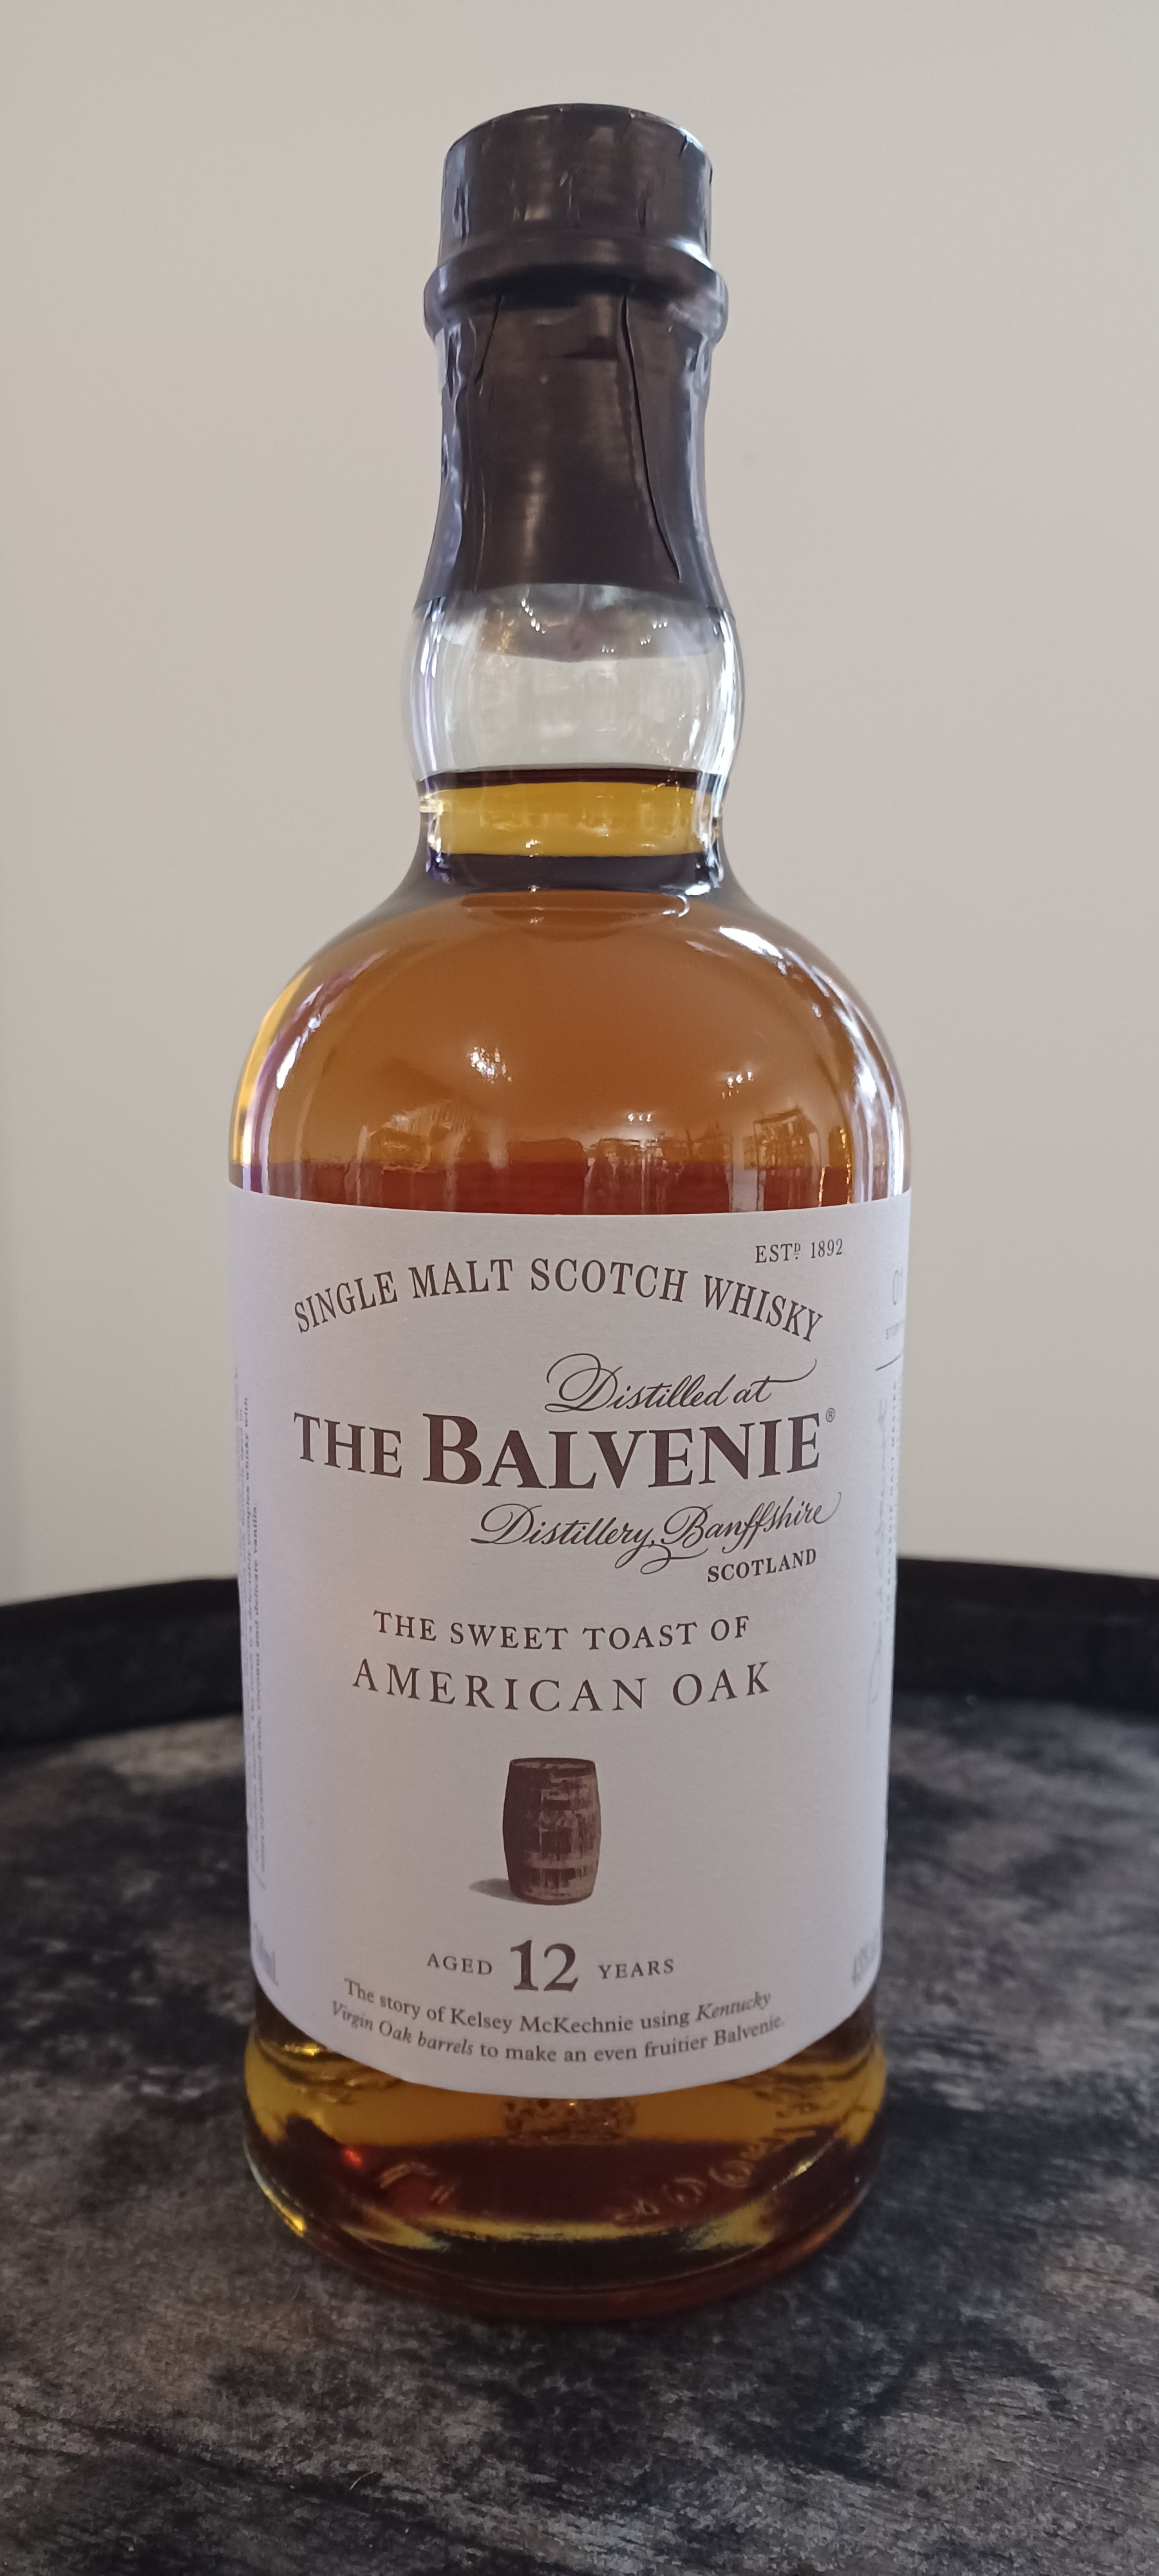 ESTD 1892
SINGLE MALT SCOTCH WHISKY
Distilled at
THE BALVENIE®
Distillery, Banffshire
SCOTLAND
THE SWEET TOAST OF
AMERICAN OAK
AGED 12 YEARS
The story of Kelsey McKechnie using Kentucky
Virgin Oak barrels to make an even fruitier Balvenie.